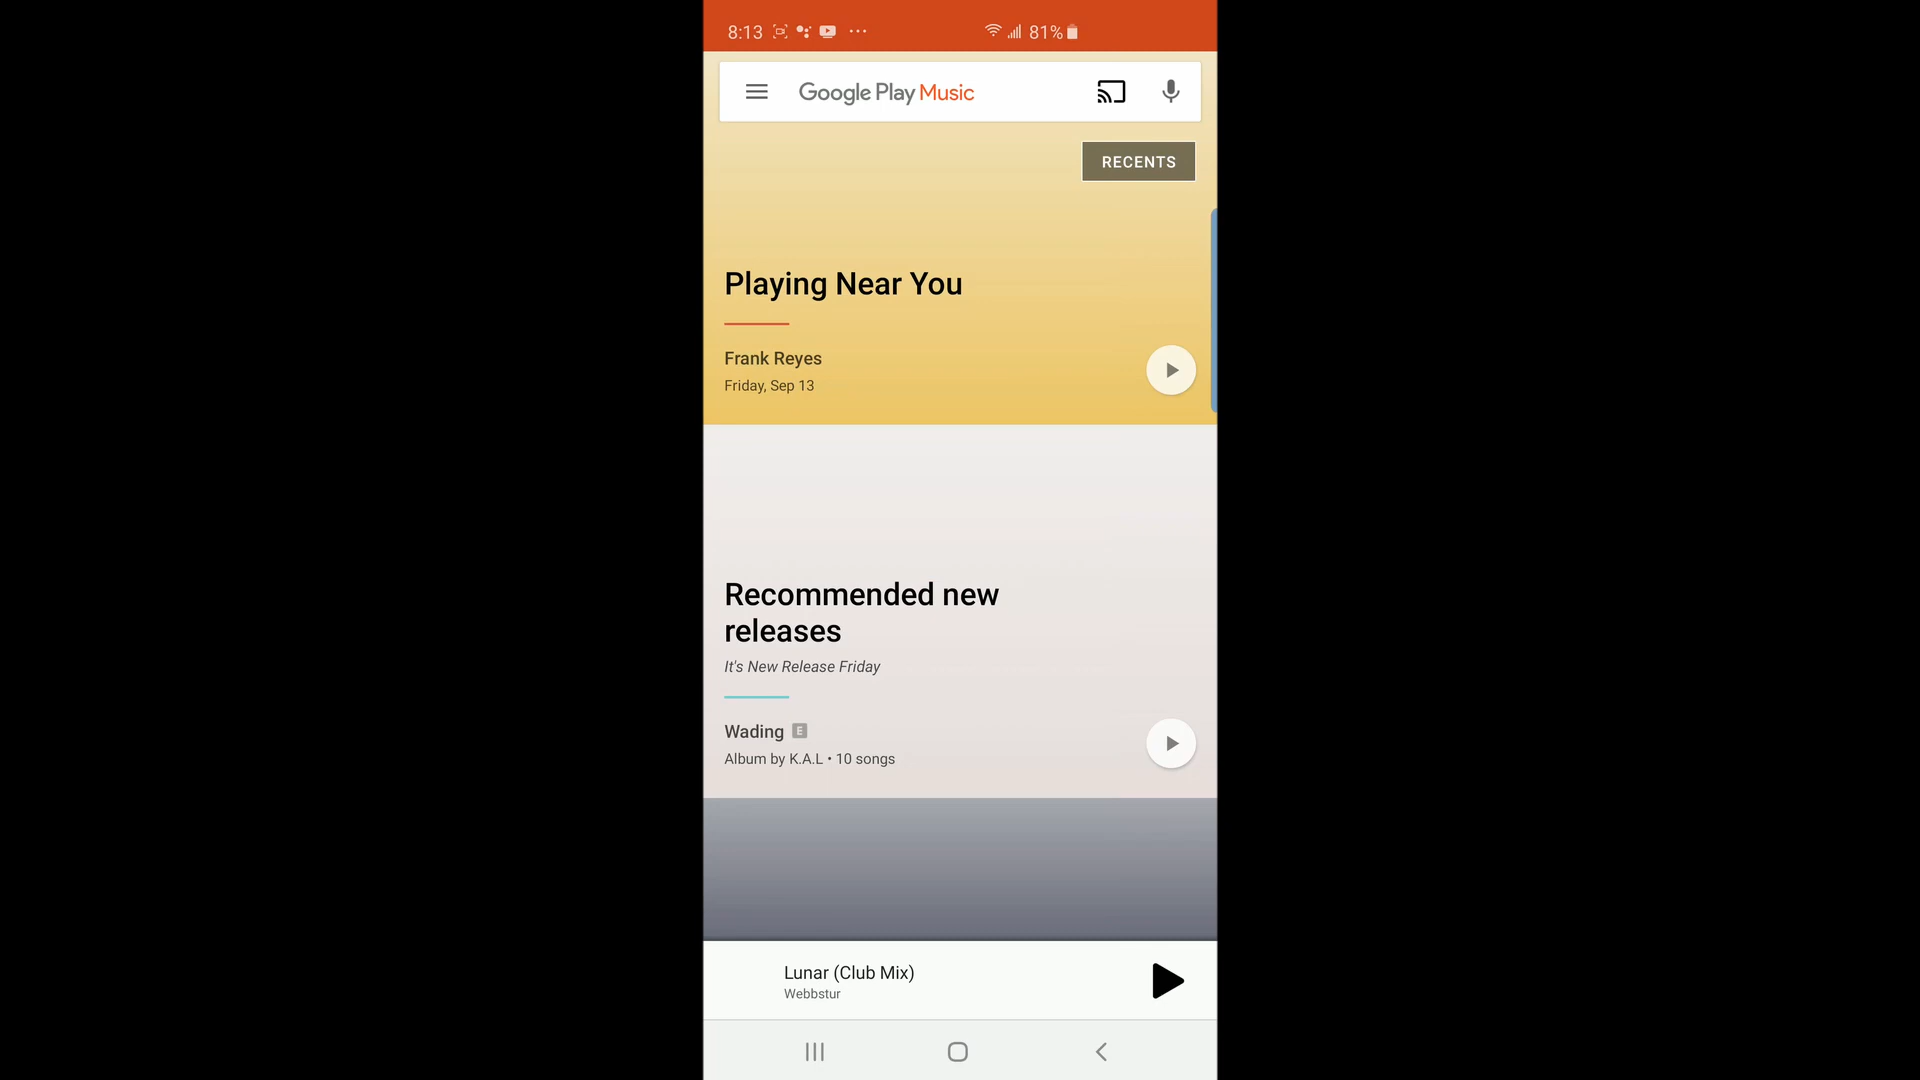 8:13 81%
Google Play Music
RECENTS
Playing Near You
Frank Reyes
Friday, Sep 13
Recommended new
releases
It's New Release Friday
Wading E
Album by K.A.L • 10 songs
Lunar (Club Mix)
Webbstur